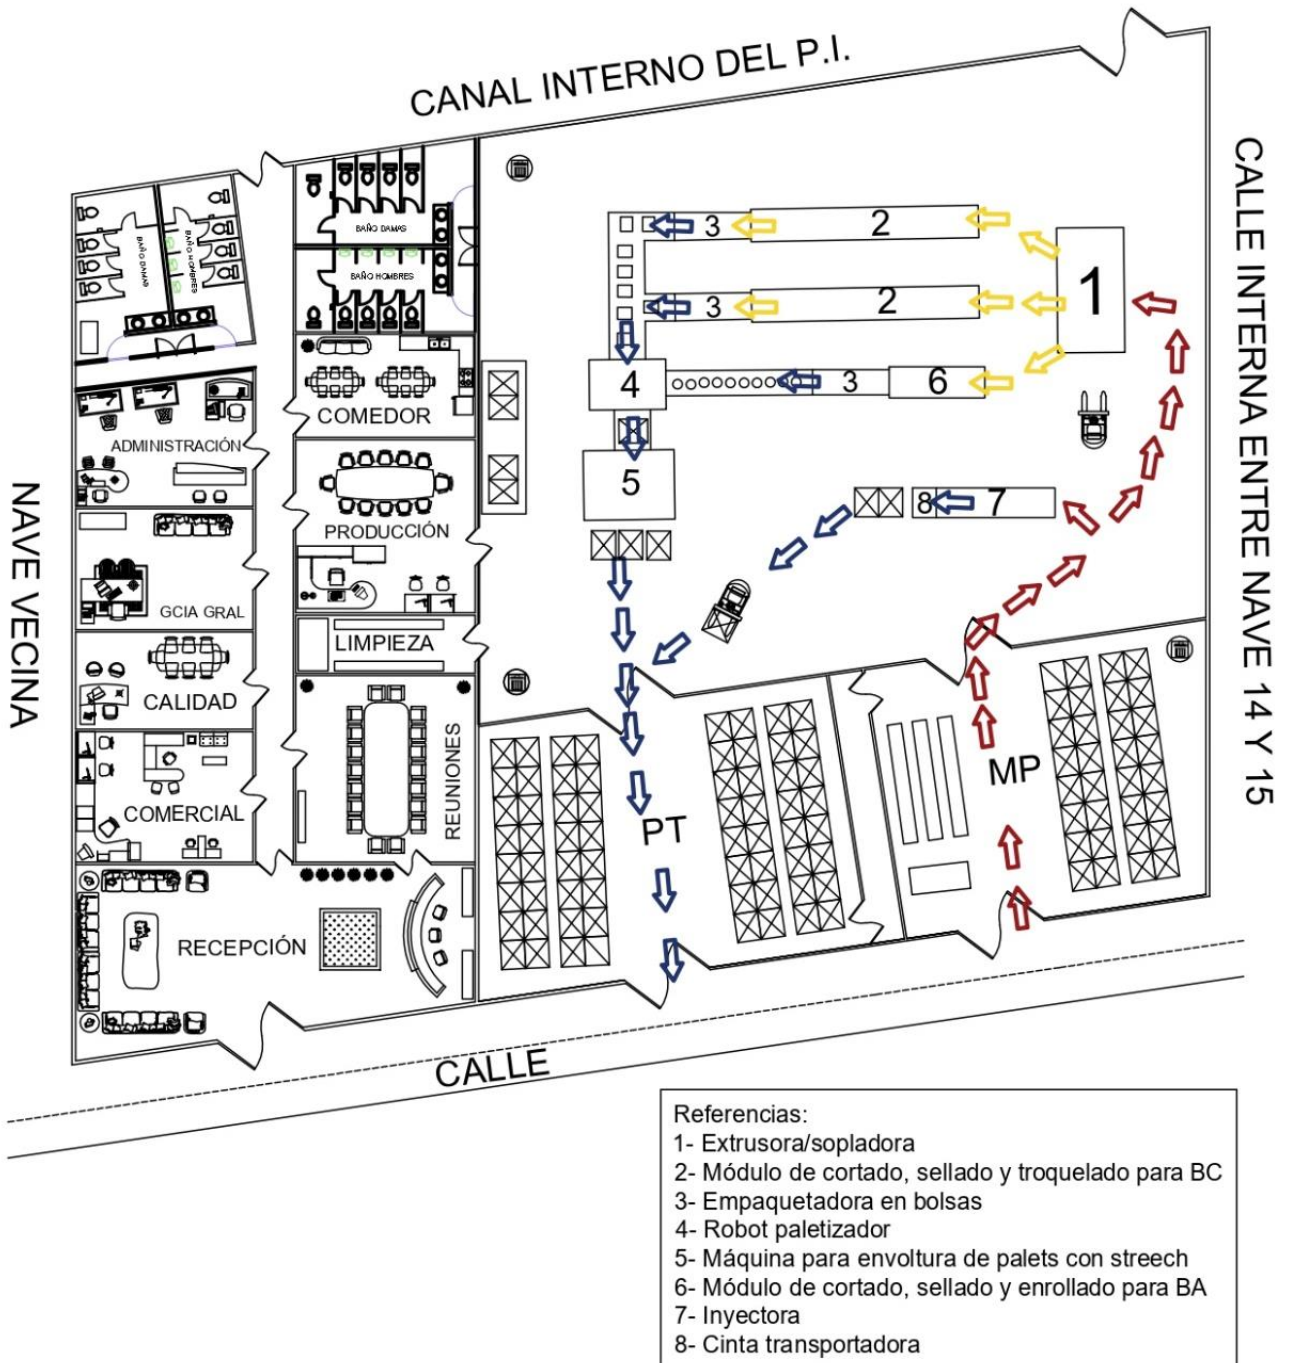 CANAL INTERNO DEL P.I.
CALLE INTERNA ENTRE NAVE 14 Y 15
NAVE VECINA
BAÑO DAMAS
BAÑO HOMBRES
BAÑO DAMAS
BAÑO HOMBRES
3
2
1
3
2
4
3
6
5
8
7
COMEDOR
ADMINISTRACIÓN
PRODUCCIÓN
GCIA GRAL
LIMPIEZA
CALIDAD
REUNIONES
COMERCIAL
RECEPCIÓN
PT
MP
CALLE
Referencias:
1- Extrusora/sopladora
2- Módulo de cortado, sellado y troquelado para BC
3- Empaquetadora en bolsas
4- Robot paletizador
5- Máquina para envoltura de palets con streech
6- Módulo de cortado, sellado y enrollado para BA
7- Inyectora
8- Cinta transportadora